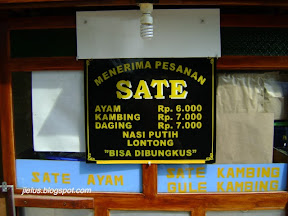 SATE
MENERIMA PESANAN
SATE
AYAM Rp. 6.000
KAMBING Rp. 7.000
DAGING Rp. 7.000
NASI PUTIH
LONTONG
"BISA DIBUNGKUS"
SATE AYAM
SATE KAMBING
GULE KAMBING
jielus.blogspot.com